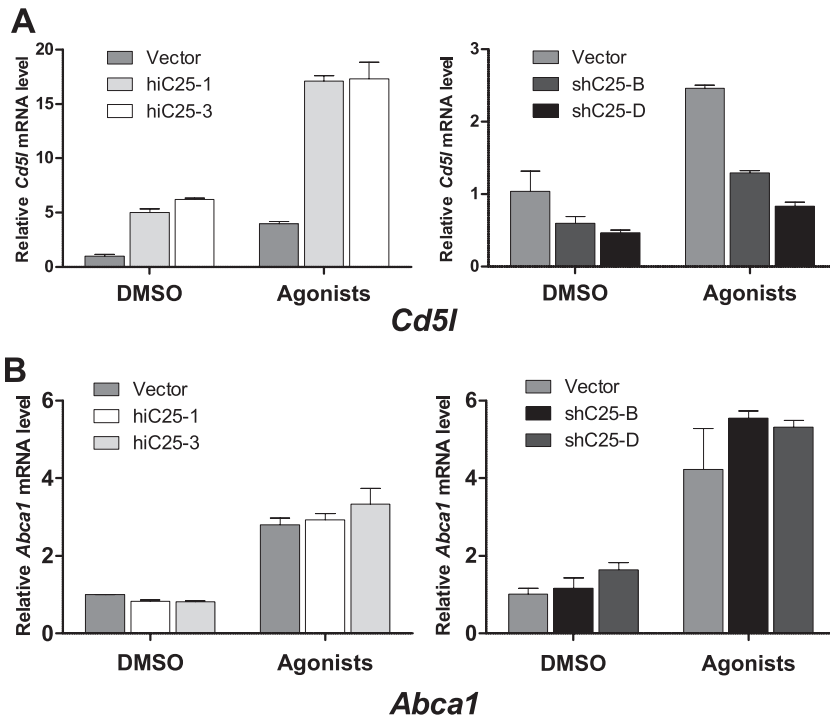 A
Relative Cd5l mRNA level
20
15
10
5
0
Vector
hiC25-1
hiC25-3
DMSO
Agonists
Relative Cd5l mRNA level
3
2
1
0
Vector
shC25-B
shC25-D
DMSO
Agonists
Cd5l
B
Relative Abca1 mRNA level
6
4
2
0
Vector
hiC25-1
hiC25-3
DMSO
Agonists
Relative Abca1 mRNA level
6
4
2
0
Vector
shC25-B
shC25-D
DMSO
Agonists
Abca1